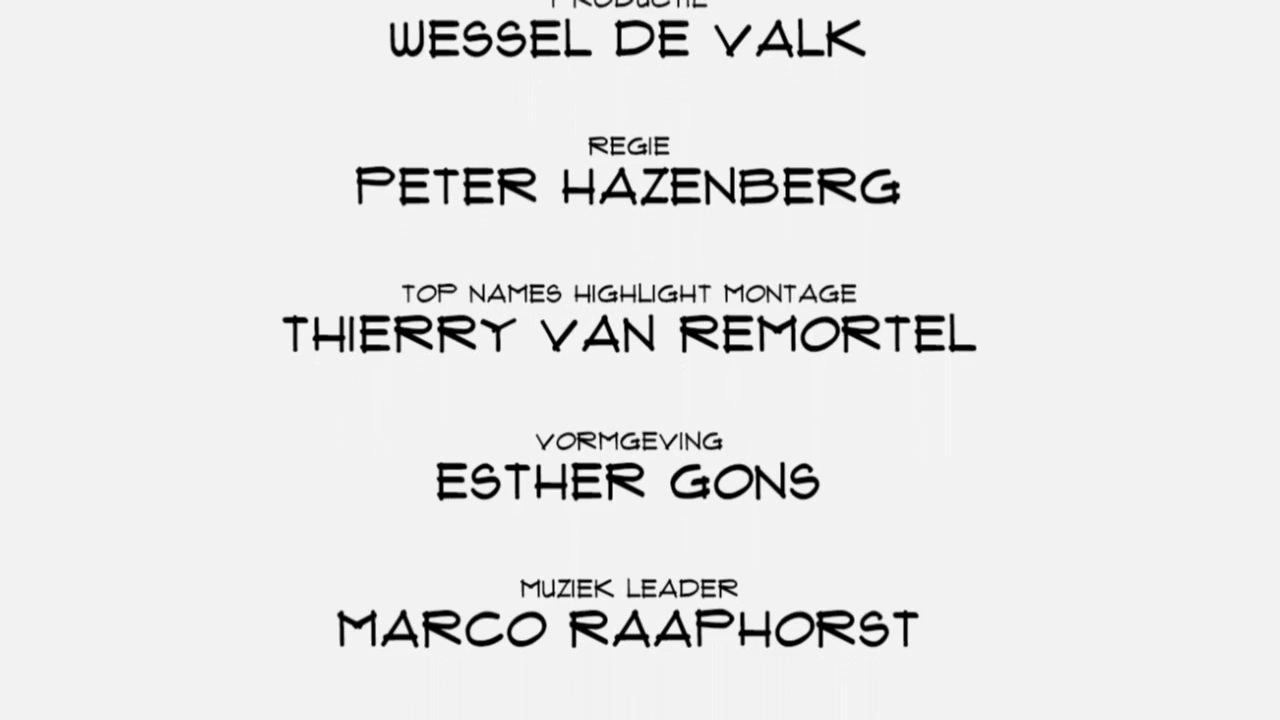 PRODUCTIE
WESSEL DE VALK
REGIE
PETER HAZENBERG
TOP NAMES HIGHLIGHT MONTAGE
THIERRY VAN REMORTEL
VORMGEVING
ESTHER GONS
MUZIEK LEADER
MARCO RAAPHORST